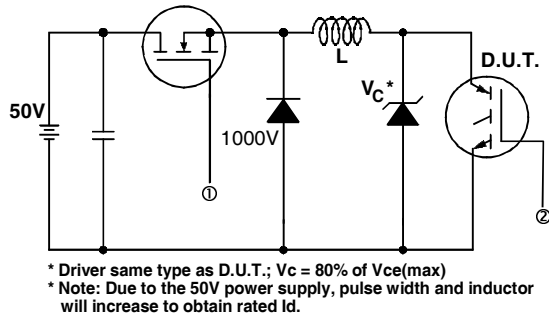 D.U.T.
L
V_C*
50V
1000V
①
②
* Driver same type as D.U.T.; Vc = 80% of Vce(max)
* Note: Due to the 50V power supply, pulse width and inductor
will increase to obtain rated Id.